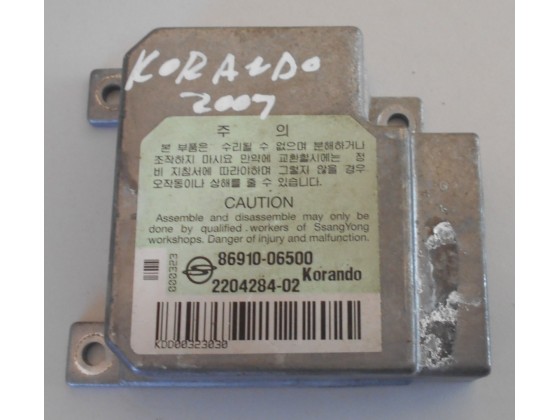 KORANDO
2007
주 의
본 부품은 수리될 수 없으며 분해하거나
조작하지 마시요 만약에 교환할시에는 정
비 지침서에 따라이하며 그렇지 않을 경우
오작동이나 상해를 줄 수 있습니다.
CAUTION
Assemble and disassemble may only be
done by qualified workers of SsangYong
workshops. Danger of injury and malfunction.
000323
86910-06500
Korando
2204284-02
KDD00323030